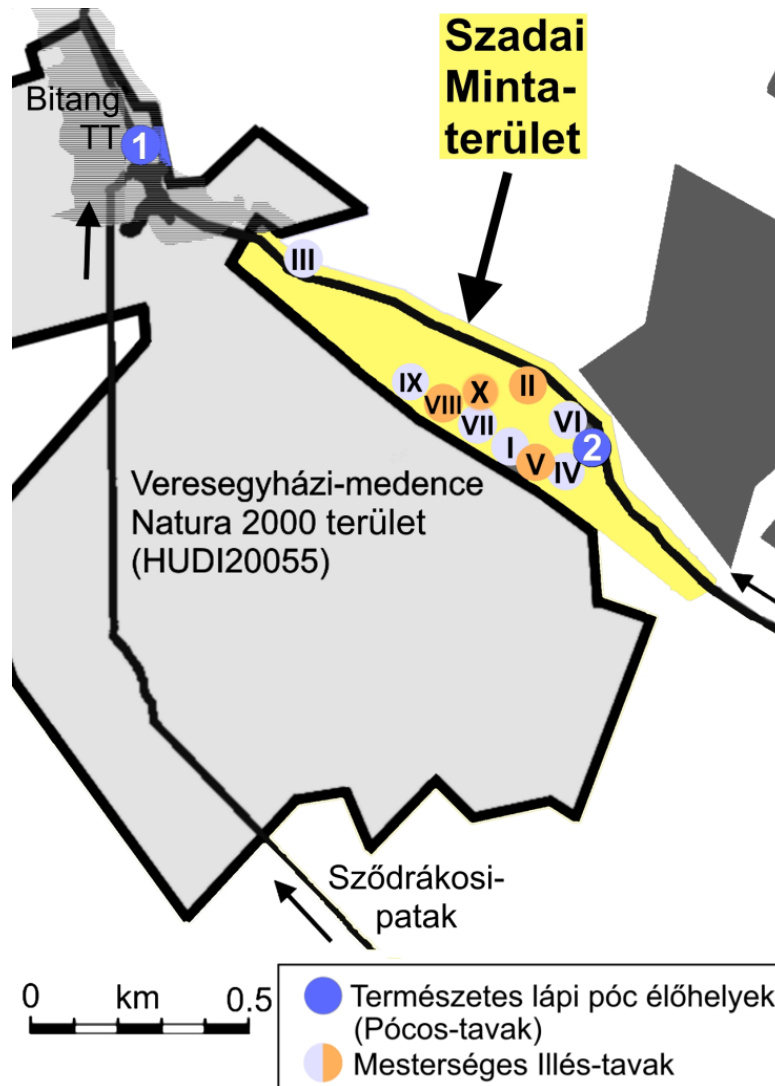 Szadai
Minta-
terület
Bitang
TT
1
III
IX
VIII
X
II
VII
VI
I
V
IV
2
Veresegyházi-medence
Natura 2000 terület
(HUDI20055)
Sződrákosi-
patak
0 km 0.5
Természetes lápi póc élőhelyek
(Pócos-tavak)
Mesterséges Illés-tavak